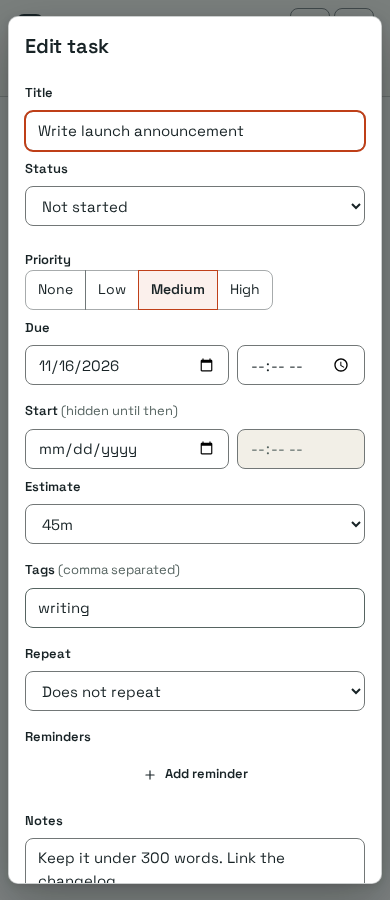 Edit task
Title
Write launch announcement
Status
Not started
Priority
None Low Medium High
Due
11/16/2026 --:-- --
Start (hidden until then)
mm/dd/yyyy --:-- --
Estimate
45m
Tags (comma separated)
writing
Repeat
Does not repeat
Reminders
+ Add reminder
Notes
Keep it under 300 words. Link the
changelog